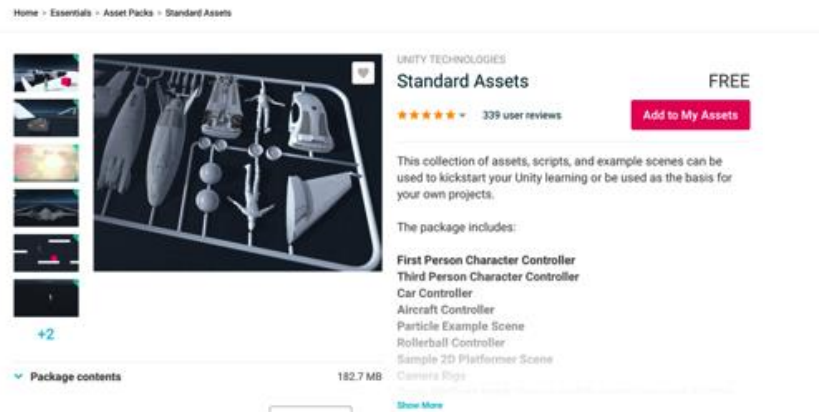 Home > Essentials > Asset Packs > Standard Assets
UNITY TECHNOLOGIES
Standard Assets
FREE
339 user reviews
Add to My Assets
This collection of assets, scripts, and example scenes can be
used to kickstart your Unity learning or be used as the basis for
your own projects.
The package includes:
First Person Character Controller
Third Person Character Controller
Car Controller
Aircraft Controller
Particle Example Scene
Rollerball Controller
Sample 2D Platformer Scene
Camera Rigs
Show More
+2
Package contents
182.7 MB